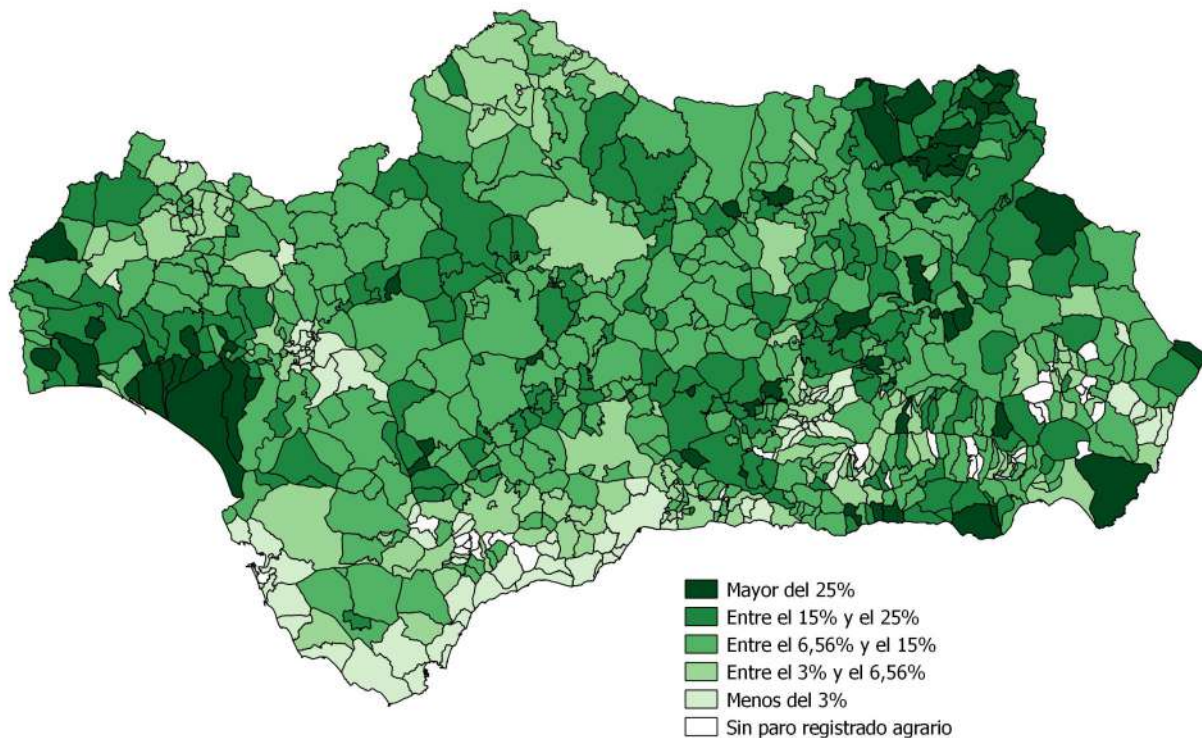 Mayor del 25%
Entre el 15% y el 25%
Entre el 6,56% y el 15%
Entre el 3% y el 6,56%
Menos del 3%
Sin paro registrado agrario